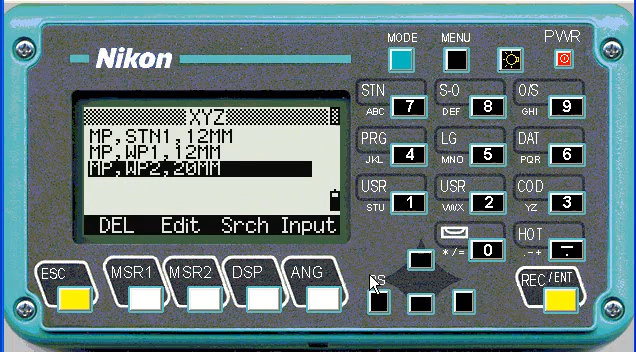 MODE MENU PWR
Nikon
XYZ
MP,STN1,12MM
MP,WP1,12MM
MP,WP2,20MM
DEL Edit Srch Input
STN S-O O/S
ABC 7 DEF 8 GHI 9
PRG LG DAT
JKL 4 MNO 5 PQR 6
USR USR COD
STU 1 VWX 2 YZ 3
HOT
*/= 0 .-+
ESC MSR1 MSR2 DSP ANG REC/ENT